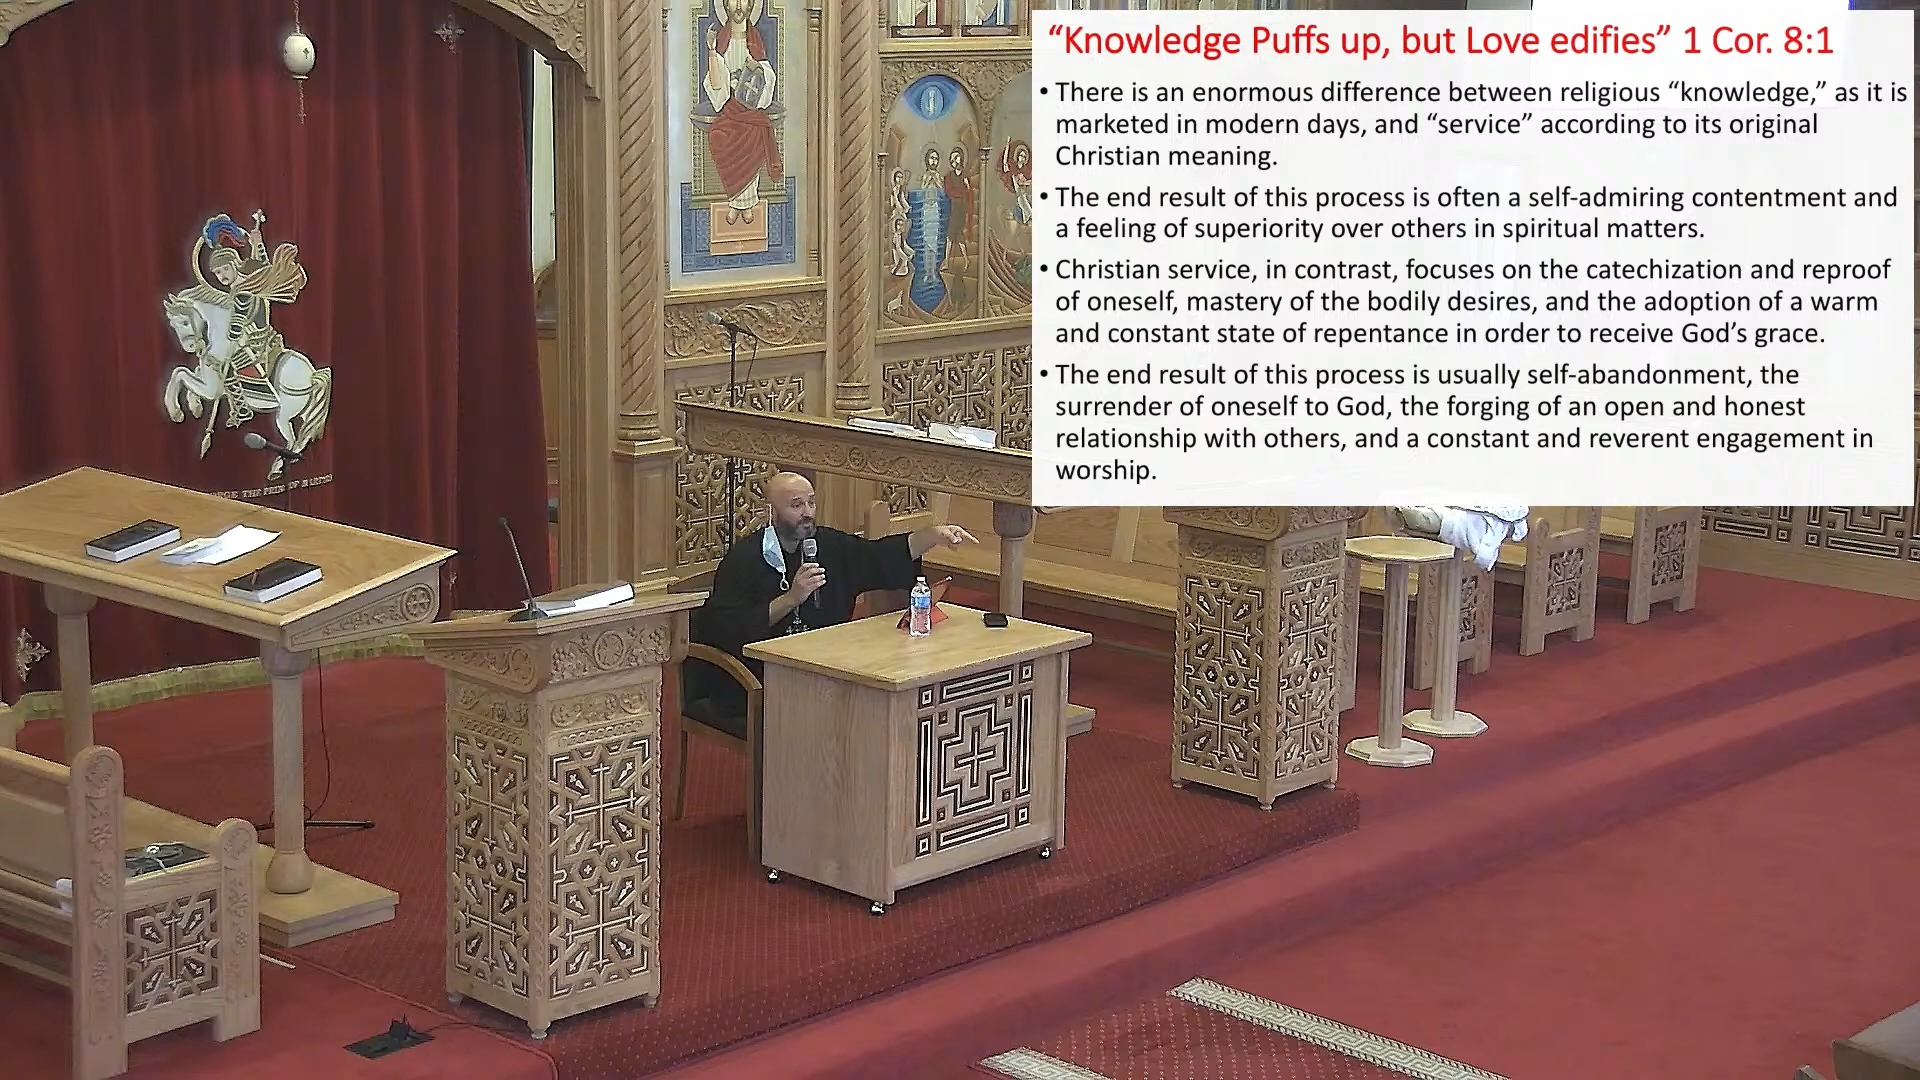 “Knowledge Puffs up, but Love edifies” 1 Cor. 8:1
• There is an enormous difference between religious “knowledge,” as it is
marketed in modern days, and “service” according to its original
Christian meaning.
• The end result of this process is often a self-admiring contentment and
a feeling of superiority over others in spiritual matters.
• Christian service, in contrast, focuses on the catechization and reproof
of oneself, mastery of the bodily desires, and the adoption of a warm
and constant state of repentance in order to receive God’s grace.
• The end result of this process is usually self-abandonment, the
surrender of oneself to God, the forging of an open and honest
relationship with others, and a constant and reverent engagement in
worship.
THE PRINCE OF MARTYRS